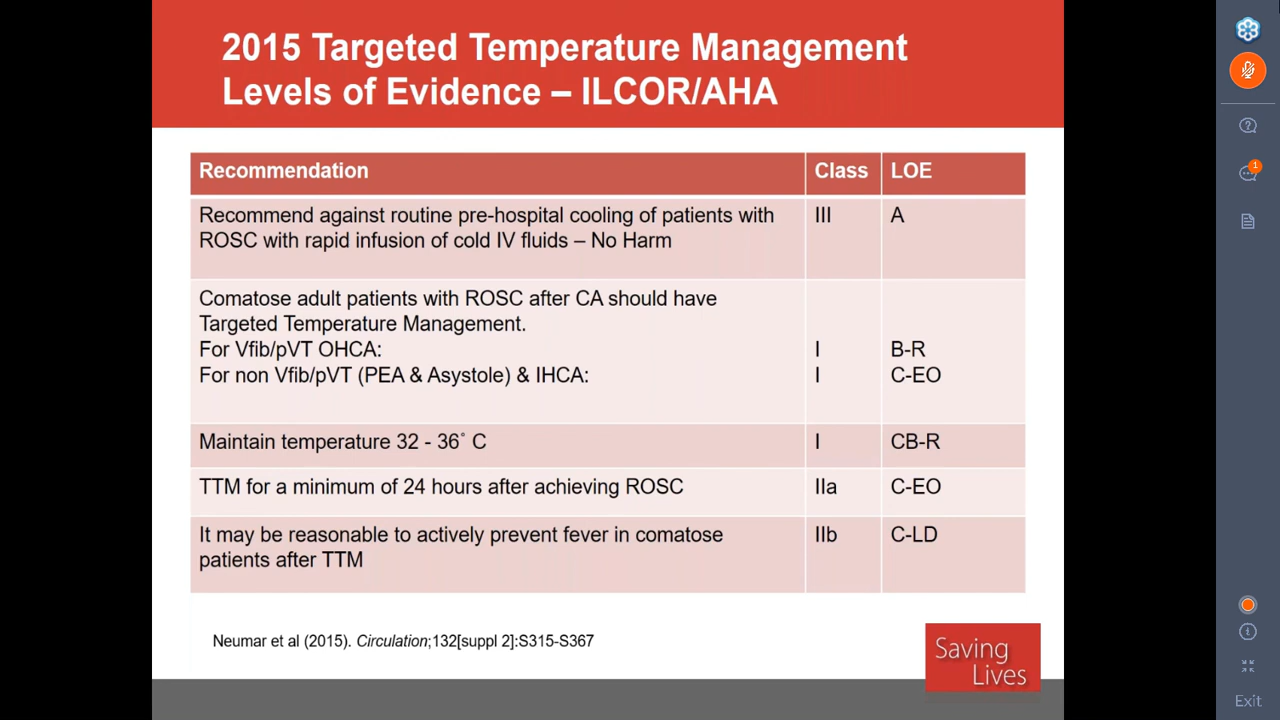 2015 Targeted Temperature Management
Levels of Evidence – ILCOR/AHA
Recommendation Class LOE
Recommend against routine pre-hospital cooling of patients with III A
ROSC with rapid infusion of cold IV fluids – No Harm
Comatose adult patients with ROSC after CA should have
Targeted Temperature Management.
For Vfib/pVT OHCA: I B-R
For non Vfib/pVT (PEA & Asystole) & IHCA: I C-EO
Maintain temperature 32 - 36° C I CB-R
TTM for a minimum of 24 hours after achieving ROSC IIa C-EO
It may be reasonable to actively prevent fever in comatose IIb C-LD
patients after TTM
Neumar et al (2015). Circulation;132[suppl 2]:S315-S367
Saving
Lives
1
Exit